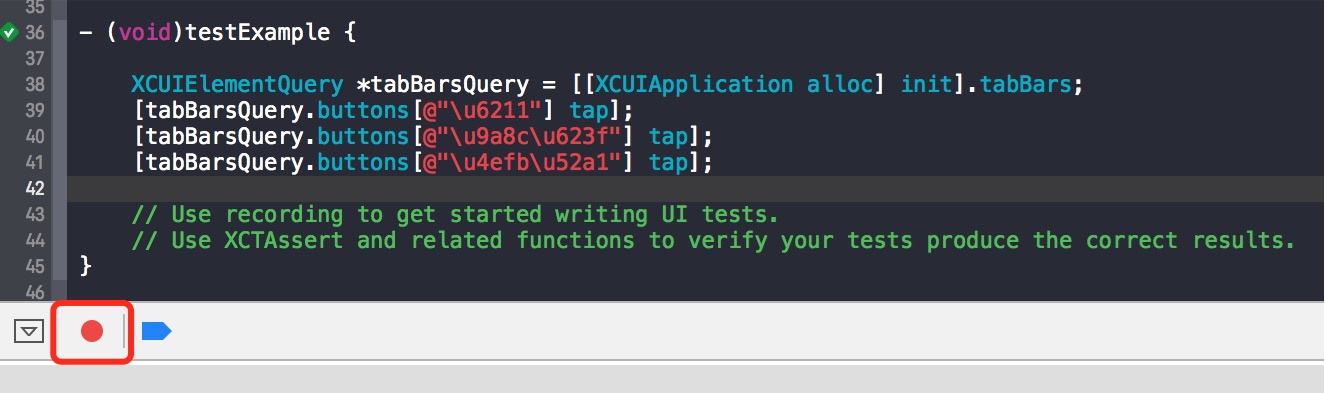 35
36 - (void)testExample {
37
38 XCUIElementQuery *tabBarsQuery = [[XCUIApplication alloc] init].tabBars;
39 [tabBarsQuery.buttons[@"\u6211"] tap];
40 [tabBarsQuery.buttons[@"\u9a8c\u623f"] tap];
41 [tabBarsQuery.buttons[@"\u4efb\u52a1"] tap];
42
43 // Use recording to get started writing UI tests.
44 // Use XCTAssert and related functions to verify your tests produce the correct results.
45 }
46